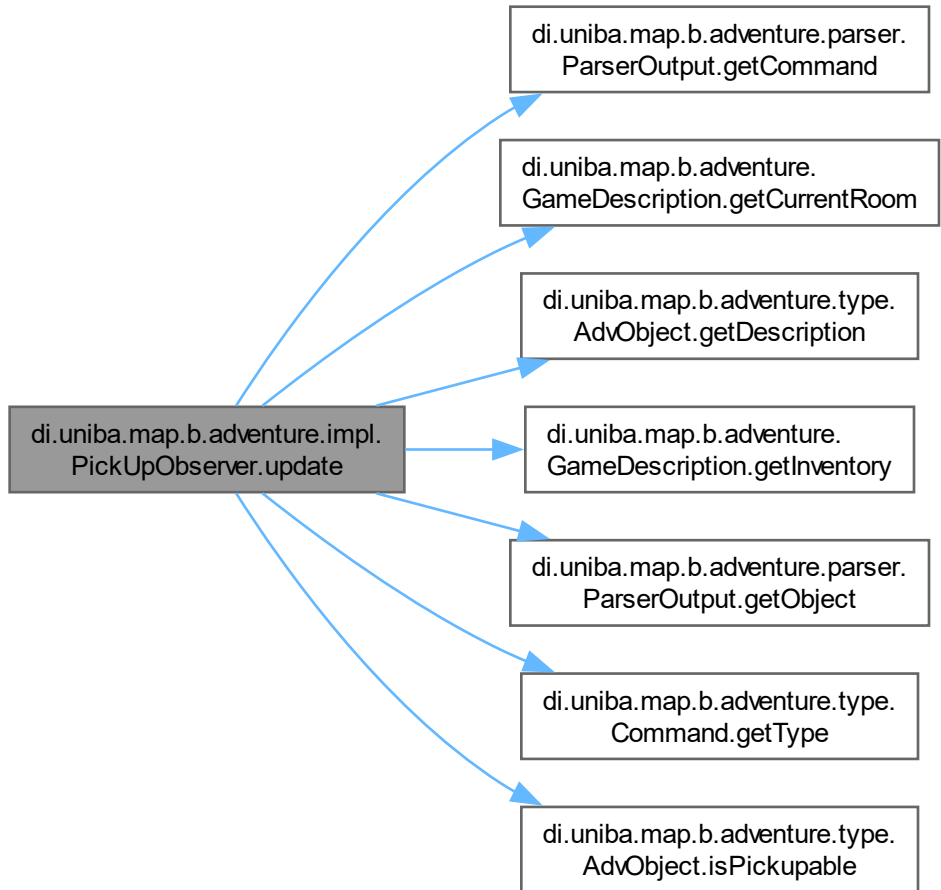 di.uniba.map.b.adventure.parser.
ParserOutput.getCommand
di.uniba.map.b.adventure.
GameDescription.getCurrentRoom
di.uniba.map.b.adventure.type.
AdvObject.getDescription
di.uniba.map.b.adventure.impl.
PickUpObserver.update
di.uniba.map.b.adventure.
GameDescription.getInventory
di.uniba.map.b.adventure.parser.
ParserOutput.getObject
di.uniba.map.b.adventure.type.
Command.getType
di.uniba.map.b.adventure.type.
AdvObject.isPickupable